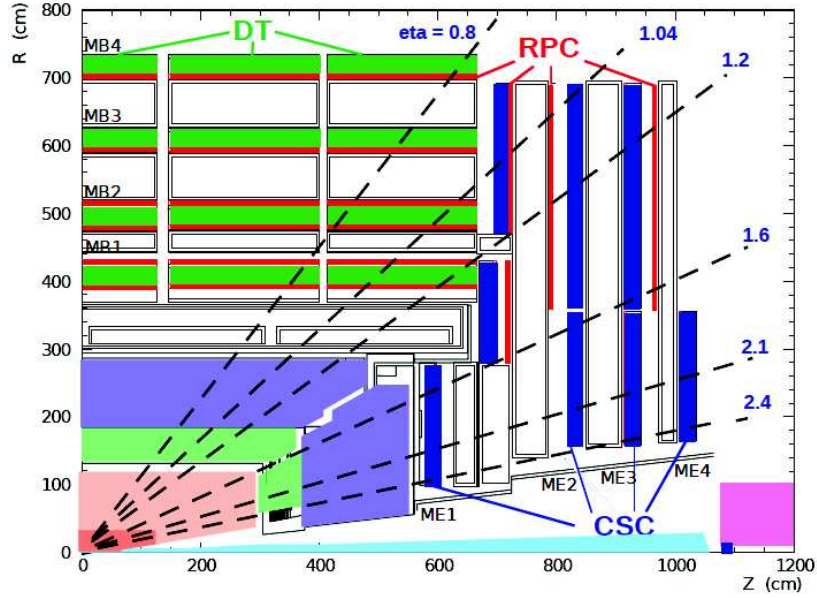 R (cm)
800
700
600
500
400
300
200
100
0
MB4
MB3
MB2
MB1
DT
eta = 0.8
RPC
1.04
1.2
1.6
2.1
2.4
ME1
ME2
ME3
ME4
CSC
0
200
400
600
800
1000
1200
Z (cm)